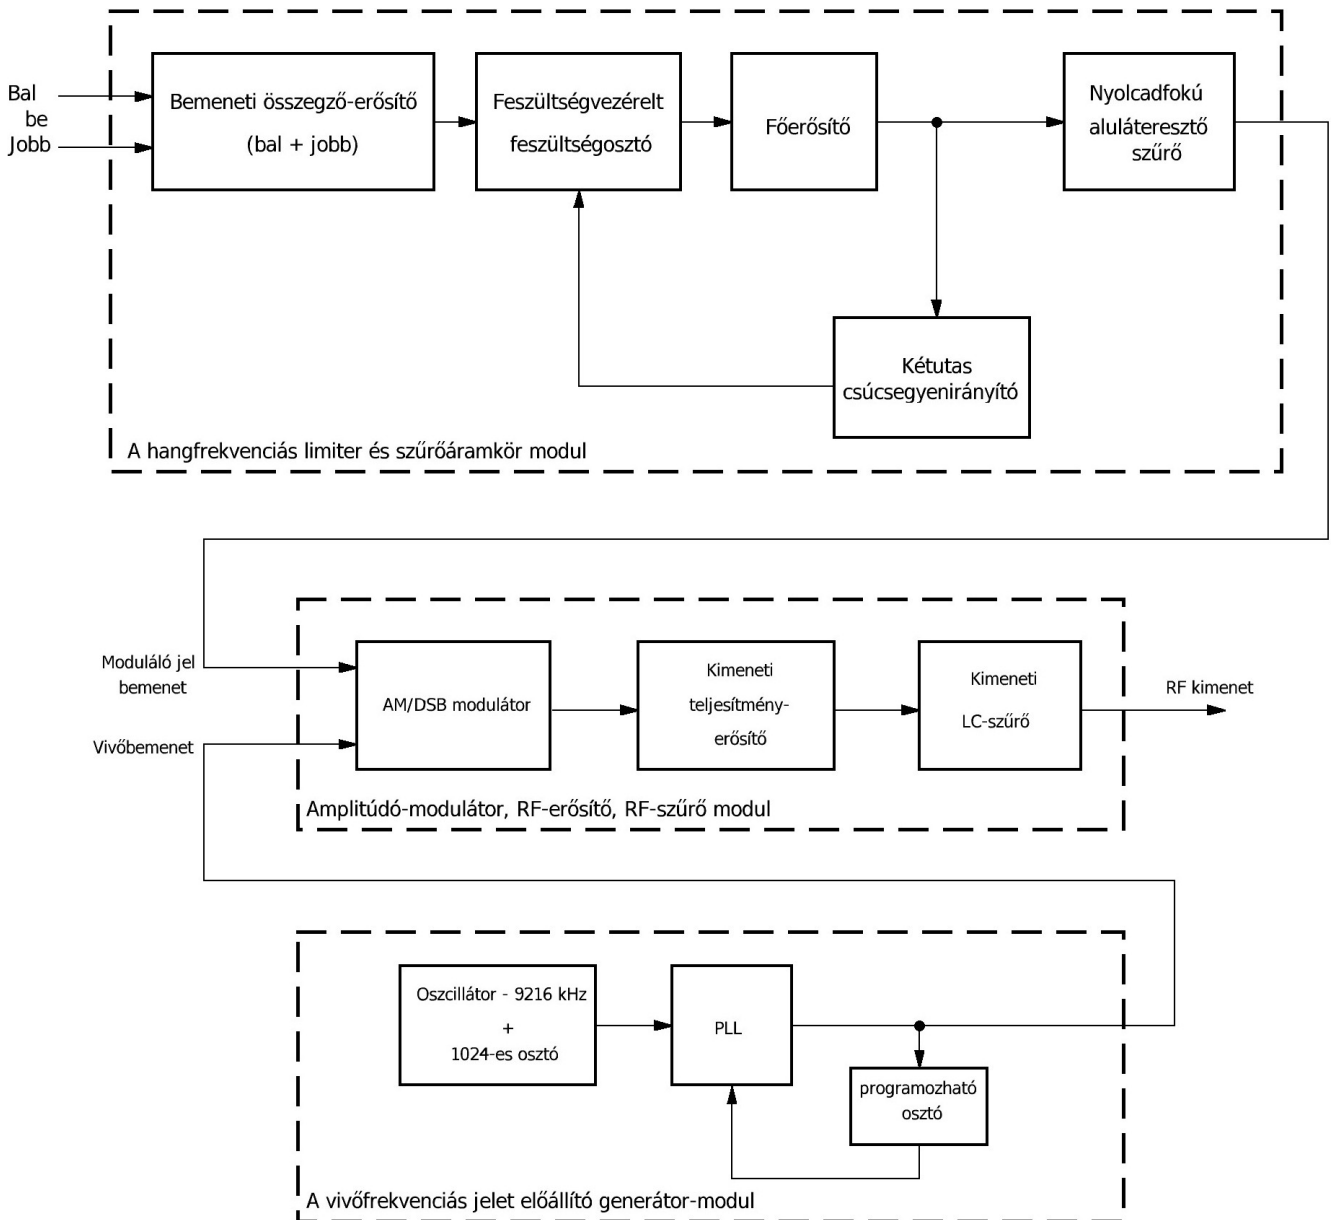 Bal
be
Jobb
Bemeneti összegző-erősítő
(bal + jobb)
Feszültségvezérelt
feszültségosztó
Főerősítő
Nyolcadfokú
aluláteresztő
szűrő
Kétutas
csúcsegyenirányító
A hangfrekvenciás limiter és szűrőáramkör modul
Moduláló jel
bemenet
Vivőbemenet
AM/DSB modulátor
Kimeneti
teljesítmény-
erősítő
Kimeneti
LC-szűrő
RF kimenet
Amplitúdó-modulátor, RF-erősítő, RF-szűrő modul
Oszcillátor - 9216 kHz
+
1024-es osztó
PLL
programozható
osztó
A vivőfrekvenciás jelet előállító generátor-modul